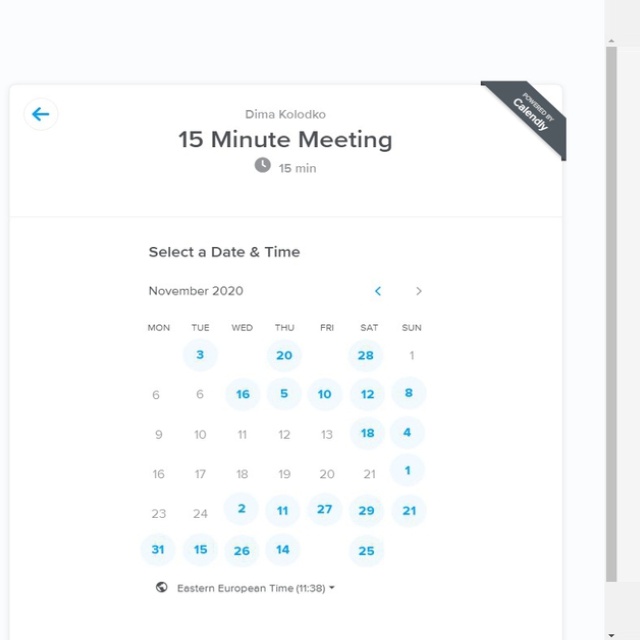 POWERED BY
Calendly
Dima Kolodko
15 Minute Meeting
15 min
Select a Date & Time
November 2020
MON TUE WED THU FRI SAT SUN
3 20 28 1
6 6 16 5 10 12 8
9 10 11 12 13 18 4
16 17 18 19 20 21 1
23 24 2 11 27 29 21
31 15 26 14 25
Eastern European Time (11:38)